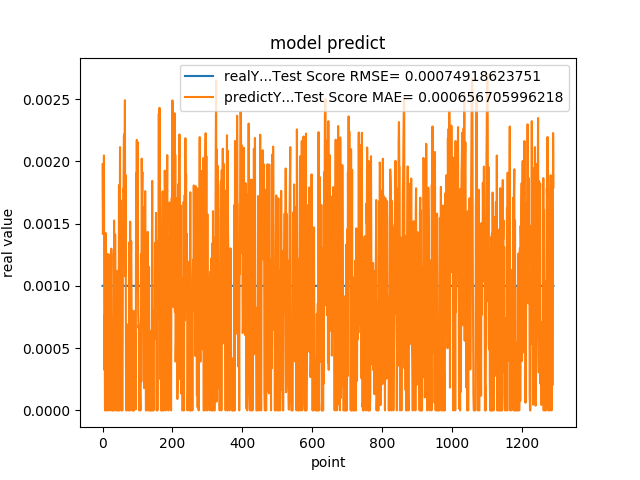 model predict
realY...Test Score RMSE= 0.00074918623751
predictY...Test Score MAE= 0.000656705996218
0.0025
0.0020
0.0015
0.0010
0.0005
0.0000
real value
0 200 400 600 800 1000 1200
point